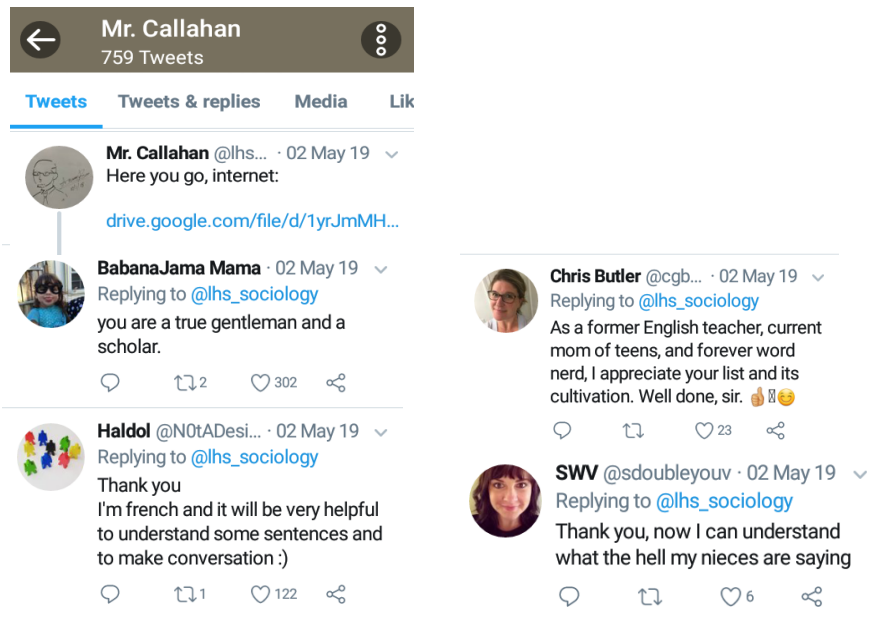 Mr. Callahan
759 Tweets
Tweets Tweets & replies Media Lik
Mr. Callahan @lhs... · 02 May 19
Here you go, internet:
drive.google.com/file/d/1yrJmMH...
BabanaJama Mama · 02 May 19
Replying to @lhs_sociology
you are a true gentleman and a
scholar.
2 302
Haldol @N0tADesi... · 02 May 19
Replying to @lhs_sociology
Thank you
I'm french and it will be very helpful
to understand some sentences and
to make conversation :)
1 122
Chris Butler @cgb... · 02 May 19
Replying to @lhs_sociology
As a former English teacher, current
mom of teens, and forever word
nerd, I appreciate your list and its
cultivation. Well done, sir. 👍🏼😊
23
SWV @sdoubleyouv · 02 May 19
Replying to @lhs_sociology
Thank you, now I can understand
what the hell my nieces are saying
6